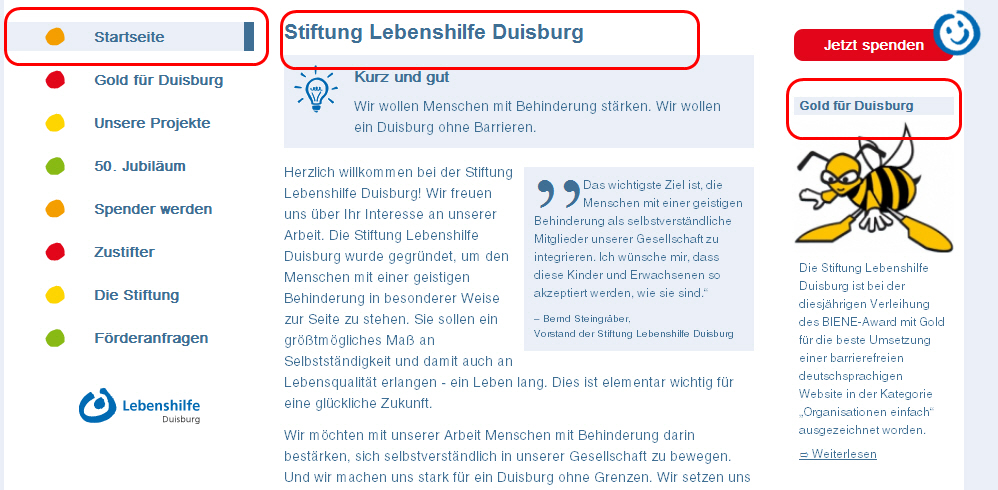 Startseite
Gold für Duisburg
Unsere Projekte
50. Jubiläum
Spender werden
Zustifter
Die Stiftung
Förderanfragen
Lebenshilfe
Duisburg
Stiftung Lebenshilfe Duisburg
Kurz und gut
Wir wollen Menschen mit Behinderung stärken. Wir wollen
ein Duisburg ohne Barrieren.
Herzlich willkommen bei der Stiftung
Lebenshilfe Duisburg! Wir freuen
uns über Ihr Interesse an unserer
Arbeit. Die Stiftung Lebenshilfe
Duisburg wurde gegründet, um den
Menschen mit einer geistigen
Behinderung in besonderer Weise
zur Seite zu stehen. Sie sollen ein
größtmögliches Maß an
Selbstständigkeit und damit auch an
Lebensqualität erlangen - ein Leben lang. Dies ist elementar wichtig für
eine glückliche Zukunft.
Wir möchten mit unserer Arbeit Menschen mit Behinderung darin
bestärken, sich selbstverständlich in unserer Gesellschaft zu bewegen.
Und wir machen uns stark für ein Duisburg ohne Grenzen. Wir setzen uns
Das wichtigste Ziel ist, die
Menschen mit einer geistigen
Behinderung als selbstverständliche
Mitglieder unserer Gesellschaft zu
integrieren. Ich wünsche mir, dass
diese Kinder und Erwachsenen so
akzeptiert werden, wie sie sind.“
– Bernd Steingräber,
Vorstand der Stiftung Lebenshilfe Duisburg
Jetzt spenden
Gold für Duisburg
Die Stiftung Lebenshilfe
Duisburg ist bei der
diesjährigen Verleihung
des BIENE-Award mit Gold
für die beste Umsetzung
einer barrierefreien
deutschsprachigen
Website in der Kategorie
„Organisationen einfach“
ausgezeichnet worden.
⇨ Weiterlesen